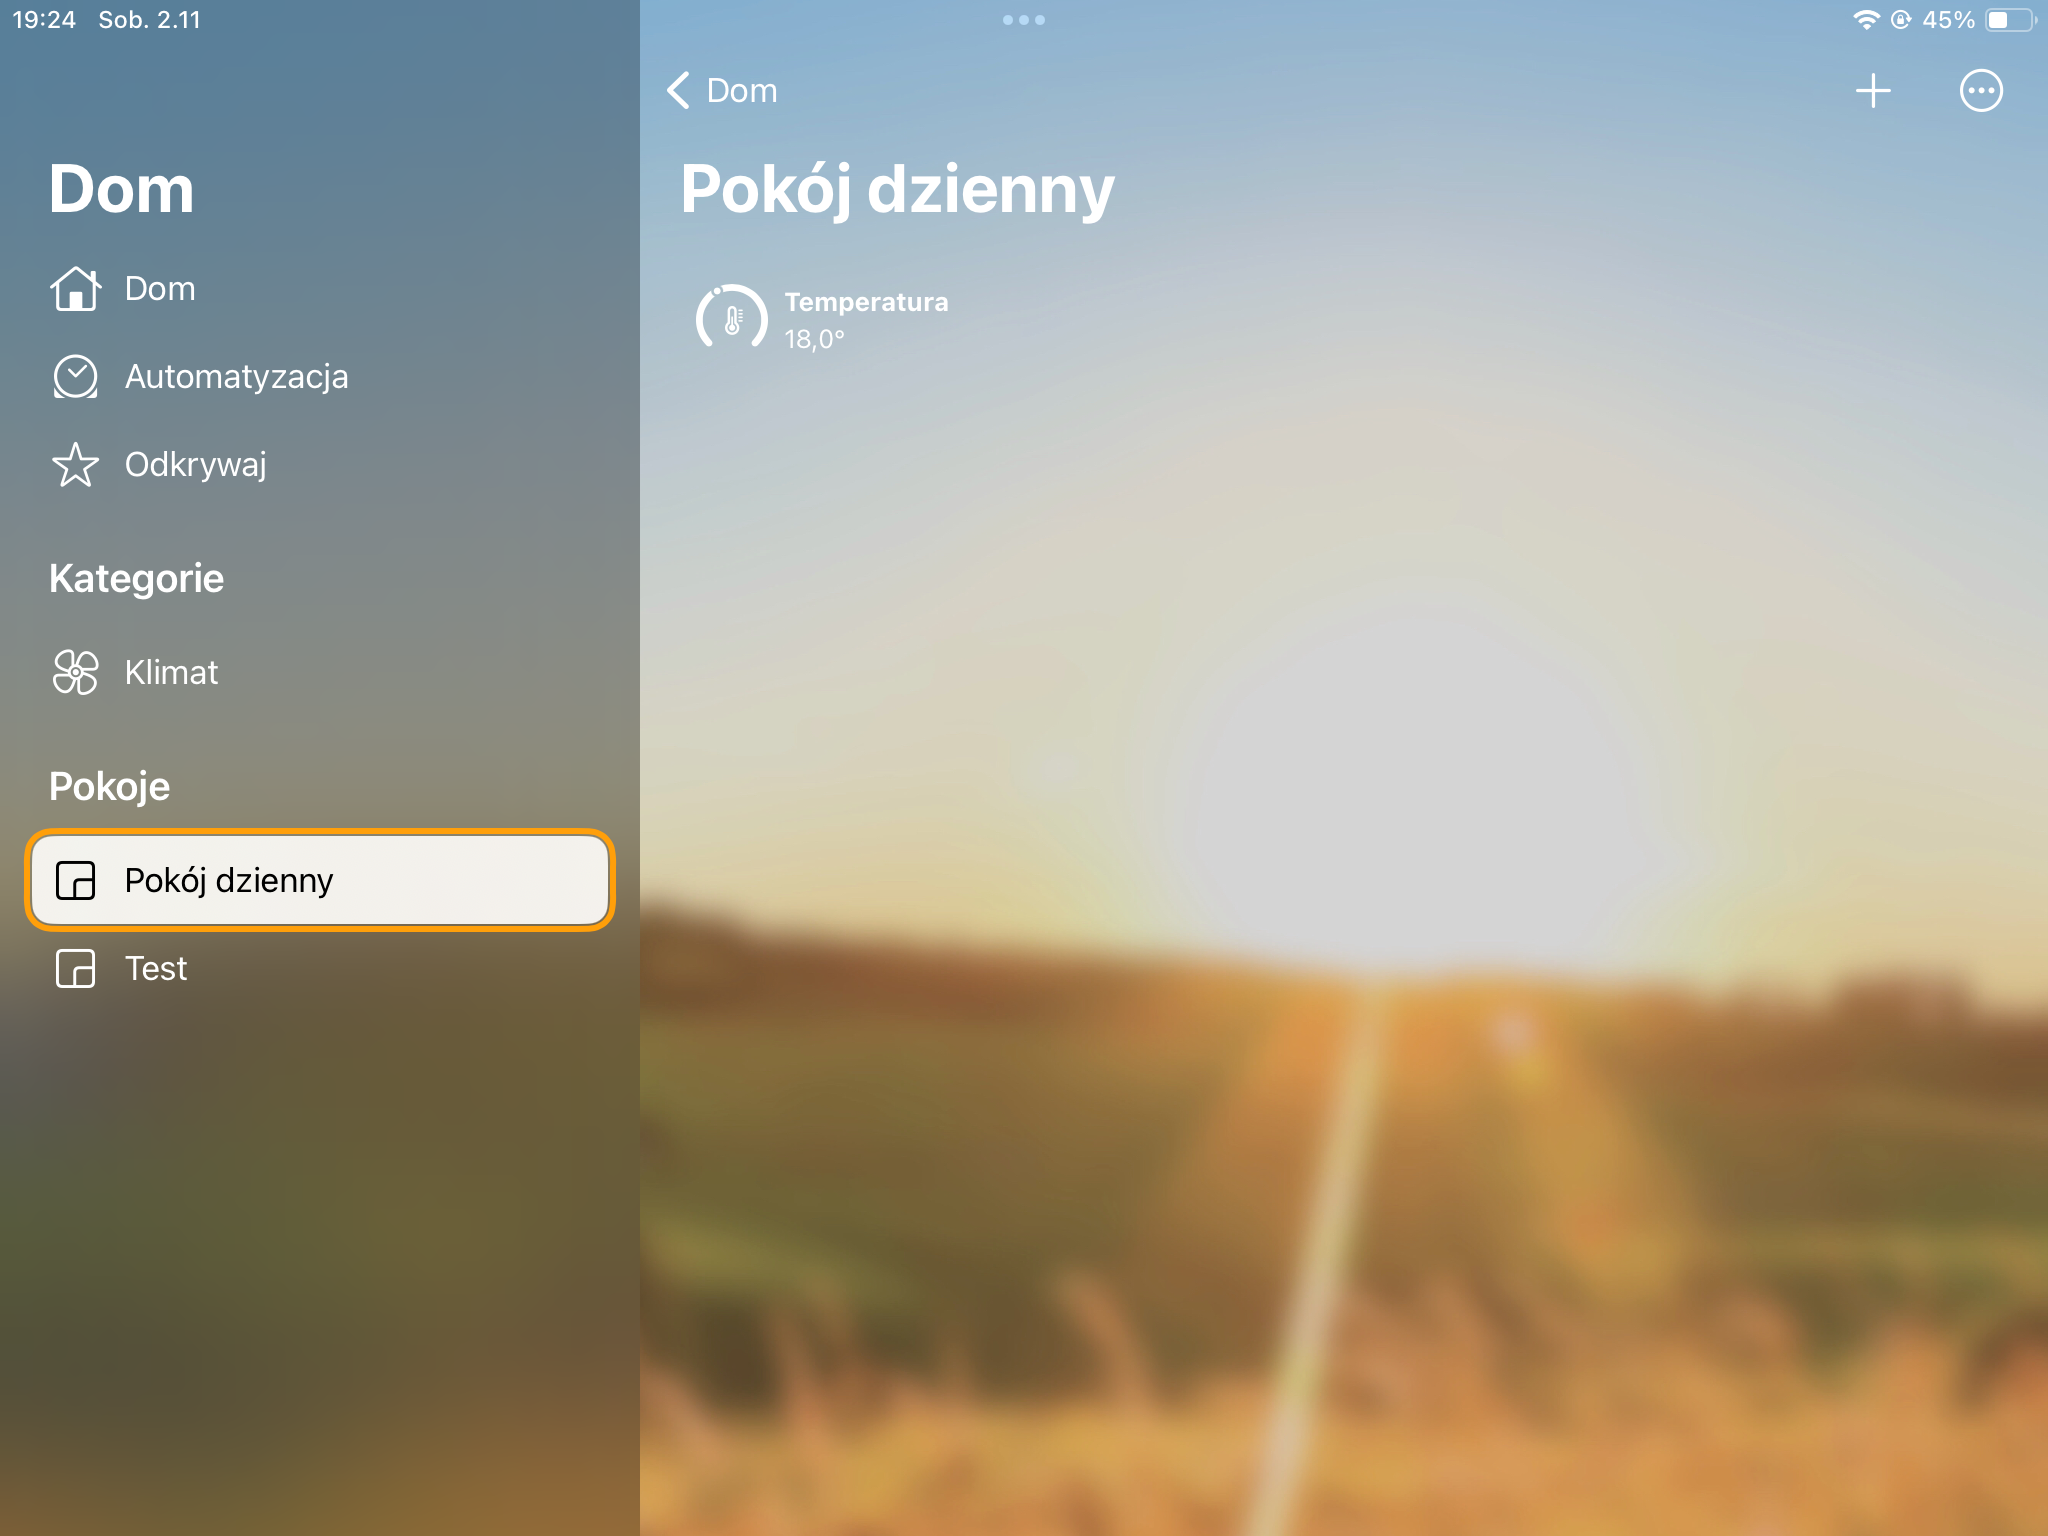 19:24 Sob. 2.11
45%
Dom
Dom
Automatyzacja
Odkrywaj
Kategorie
Klimat
Pokoje
Pokój dzienny
Test
Dom
Pokój dzienny
Temperatura
18,0°